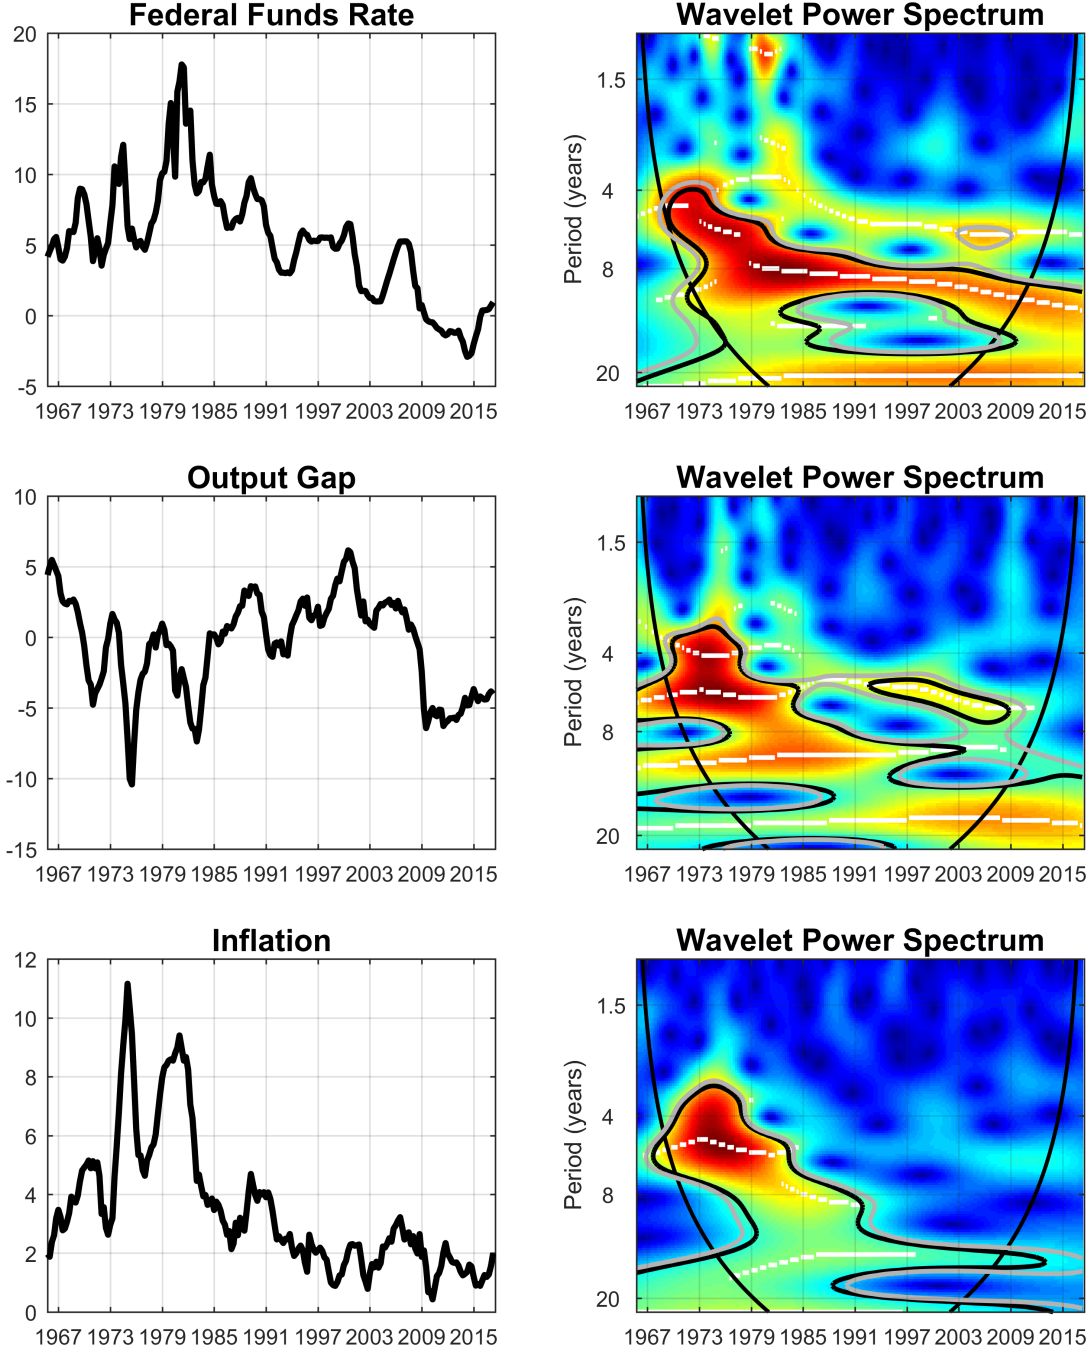 Federal Funds Rate
20
15
10
5
0
-5
1967 1973 1979 1985 1991 1997 2003 2009 2015
Wavelet Power Spectrum
Period (years)
1.5
4
8
20
1967 1973 1979 1985 1991 1997 2003 2009 2015
Output Gap
10
5
0
-5
-10
-15
1967 1973 1979 1985 1991 1997 2003 2009 2015
Wavelet Power Spectrum
Period (years)
1.5
4
8
20
1967 1973 1979 1985 1991 1997 2003 2009 2015
Inflation
12
10
8
6
4
2
0
1967 1973 1979 1985 1991 1997 2003 2009 2015
Wavelet Power Spectrum
Period (years)
1.5
4
8
20
1967 1973 1979 1985 1991 1997 2003 2009 2015